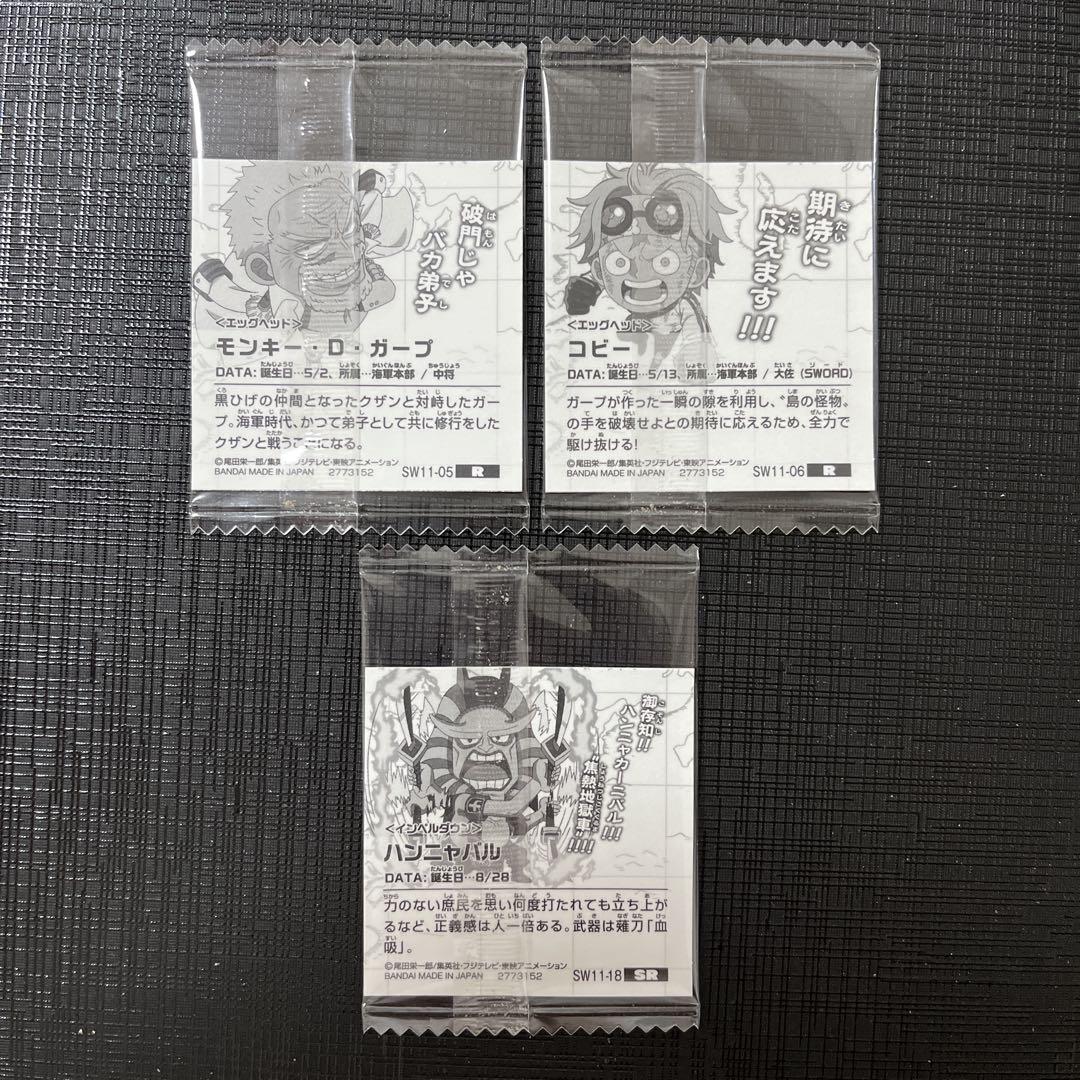 破門じゃ
バカ弟子
<エッグヘッド>
モンキー・D・ガープ
DATA: 誕生日…5/2、所属…海軍本部 / 中将
黒ひげの仲間となったクザンと対峙したガー
プ。海軍時代、かつて弟子として共に修行をした
クザンと戦うことになる。
©尾田栄一郎/集英社・フジテレビ・東映アニメーション
BANDAI MADE IN JAPAN 2773152 SW11-05 R
期待に
応えます!!!
<エッグヘッド>
コビー
DATA: 誕生日…5/13、所属…海軍本部 / 大佐 (SWORD)
ガープが作った一瞬の隙を利用し、〝島の怪物〟
の手を破壊せよとの期待に応えるため、全力で
駆け抜ける!
©尾田栄一郎/集英社・フジテレビ・東映アニメーション
BANDAI MADE IN JAPAN 2773152 SW11-06 R
御存知!!
ハンニャカーニバル!!!
〝焦熱地獄車〟!!!!
<インペルダウン>
ハンニャバル
DATA: 誕生日…8/28
力のない庶民を思い何度打たれても立ち上が
るなど、正義感は人一倍ある。武器は薙刀「血
吸」。
©尾田栄一郎/集英社・フジテレビ・東映アニメーション
BANDAI MADE IN JAPAN 2773152 SW11-18 SR